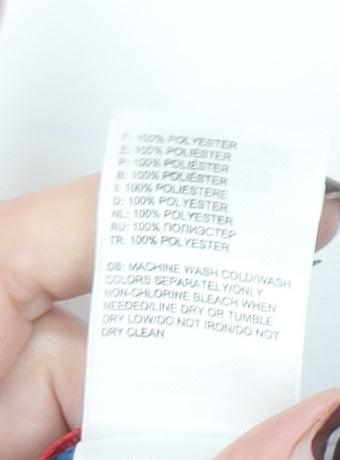 F: 100% POLYESTER
E: 100% POLIÉSTER
P: 100% POLIÉSTER
B: 100% POLIÉSTER
I: 100% POLIESTERE
D: 100% POLYESTER
NL: 100% POLYESTER
RU: 100% ПОЛИЭСТЕР
TR: 100% POLYESTER
GB: MACHINE WASH COLD/WASH
COLORS SEPARATELY/ONLY
NON-CHLORINE BLEACH WHEN
NEEDED/LINE DRY OR TUMBLE
DRY LOW/DO NOT IRON/DO NOT
DRY CLEAN